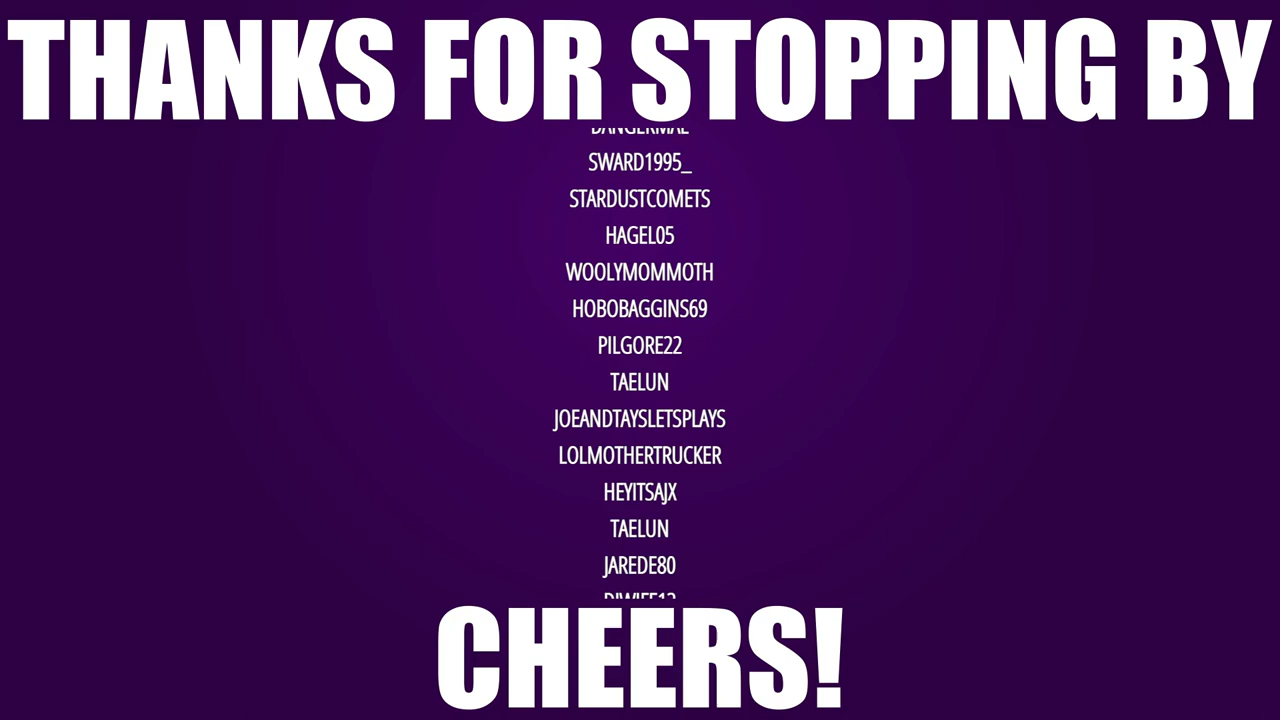 THANKS FOR STOPPING BY
SWARD1995_
STARDUSTCOMETS
HAGEL05
WOOLYMOMMOTH
HOBOBAGGINS69
PILGORE22
TAELUN
JOEANDTAYSLETSPLAYS
LOLMOTHERTRUCKER
HEYITSAJX
TAELUN
JAREDE80
CHEERS!